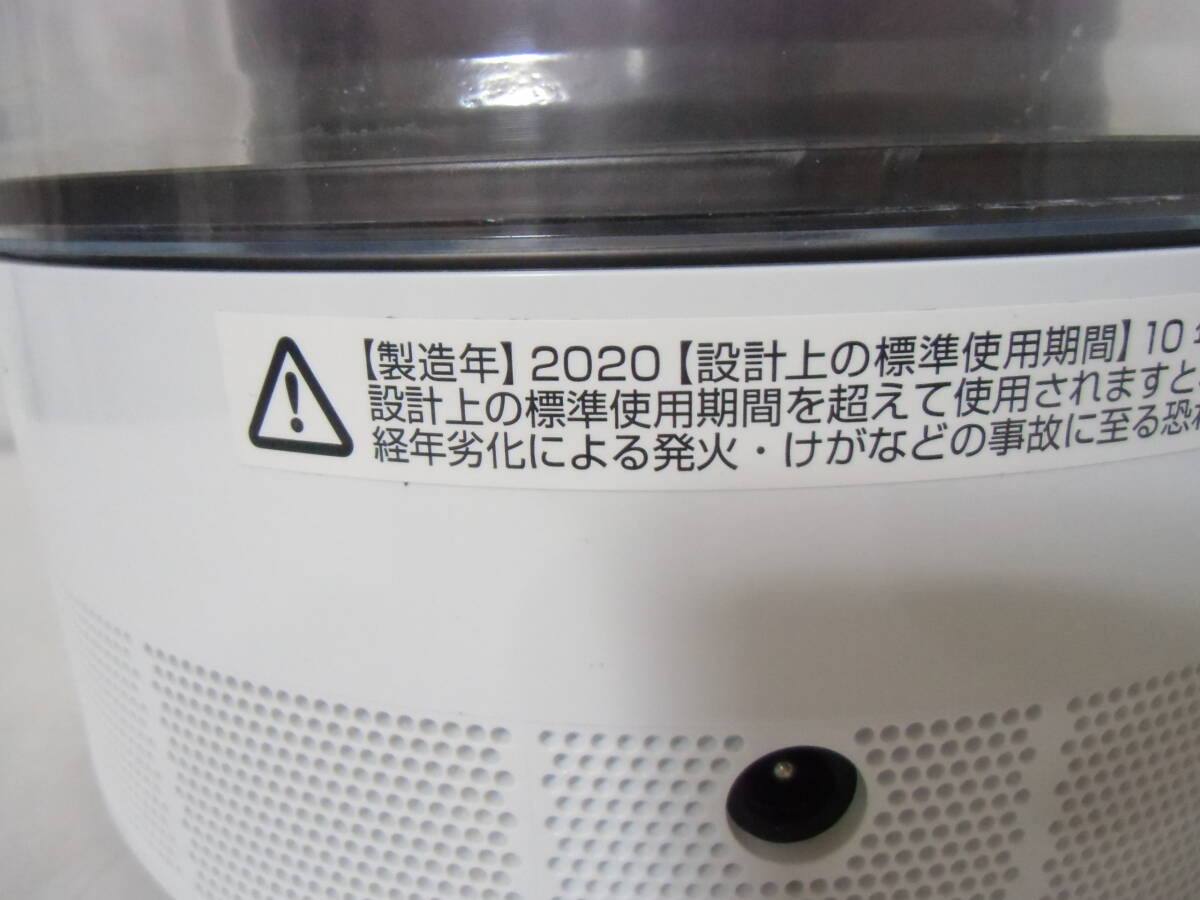 【製造年】2020【設計上の標準使用期間】10
設計上の標準使用期間を超えて使用されますと、
経年劣化による発火・けがなどの事故に至る恐